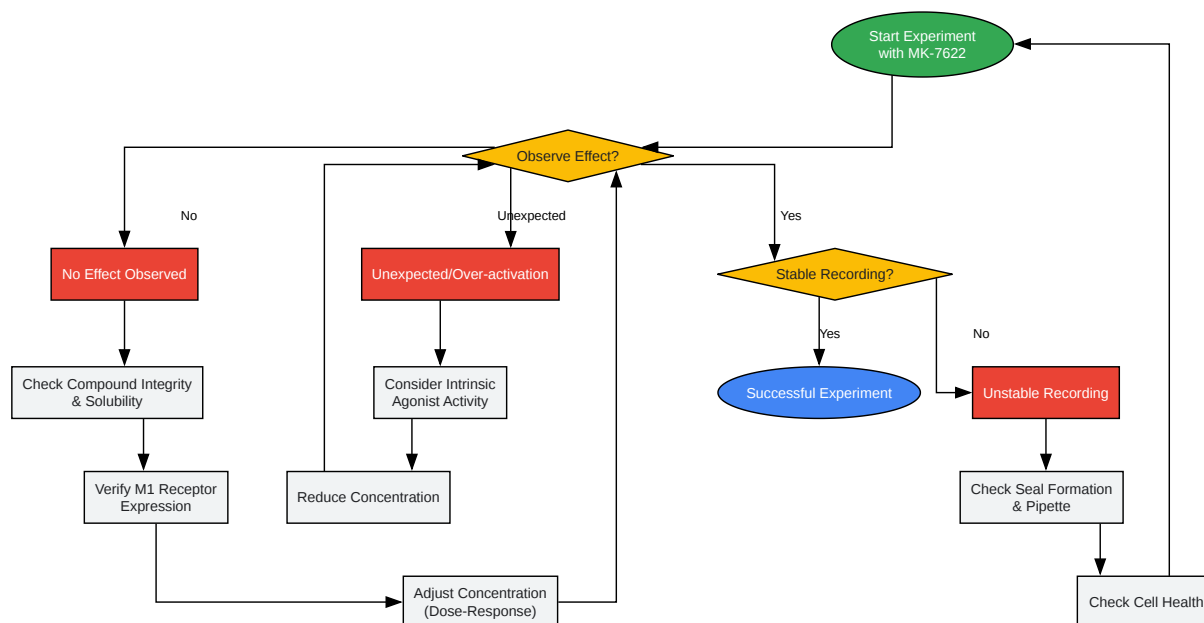 Start Experiment
with MK-7622
Observe Effect?
No
Unexpected
Yes
No Effect Observed
Unexpected/Over-activation
Stable Recording?
Yes
No
Check Compound Integrity
& Solubility
Consider Intrinsic
Agonist Activity
Successful Experiment
Unstable Recording
Verify M1 Receptor
Expression
Reduce Concentration
Check Seal Formation
& Pipette
Adjust Concentration
(Dose-Response)
Check Cell Health